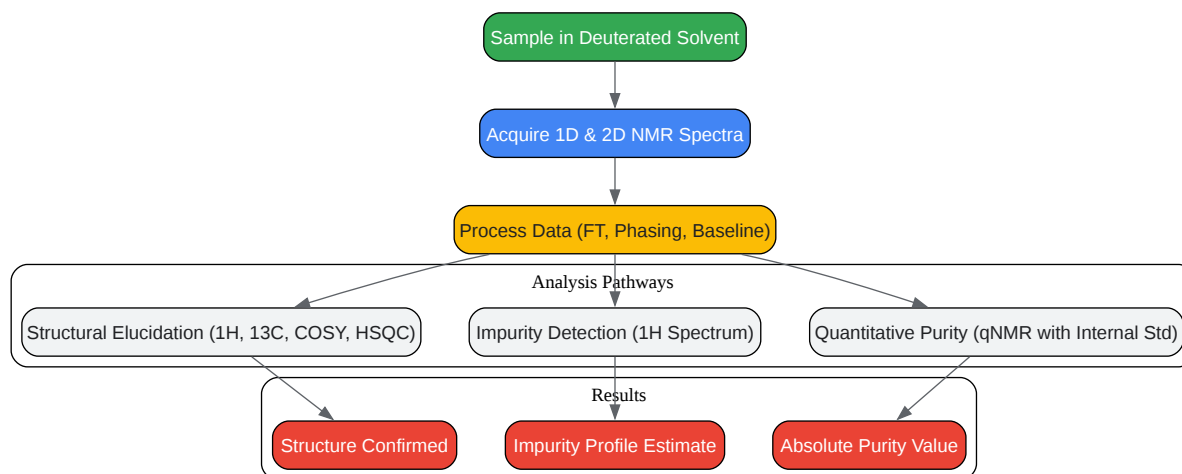 Sample in Deuterated Solvent
Acquire 1D & 2D NMR Spectra
Process Data (FT, Phasing, Baseline)
Analysis Pathways
Structural Elucidation (1H, 13C, COSY, HSQC)
Impurity Detection (1H Spectrum)
Quantitative Purity (qNMR with Internal Std)
Results
Structure Confirmed
Impurity Profile Estimate
Absolute Purity Value